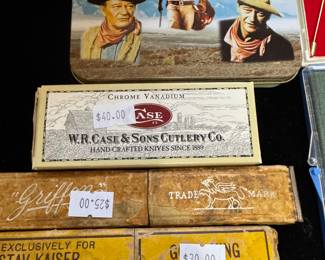 CHROME VANADIUM
$40.00
CASE
W.R. CASE & SONS CUTLERY CO.
HAND-CRAFTED KNIVES SINCE 1889
"Griffon"
$25.00
TRADE MARK
EXCLUSIVELY FOR
KAISER
$30.00